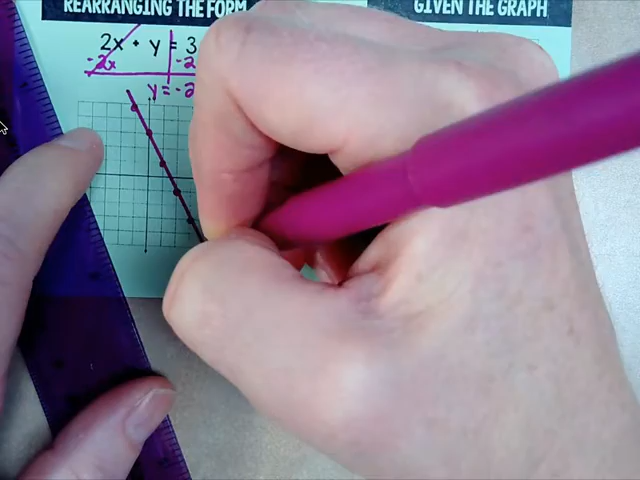 REARRANGING THE FORM
GIVEN THE GRAPH
2x + y = 3
-2x -2
y = -2